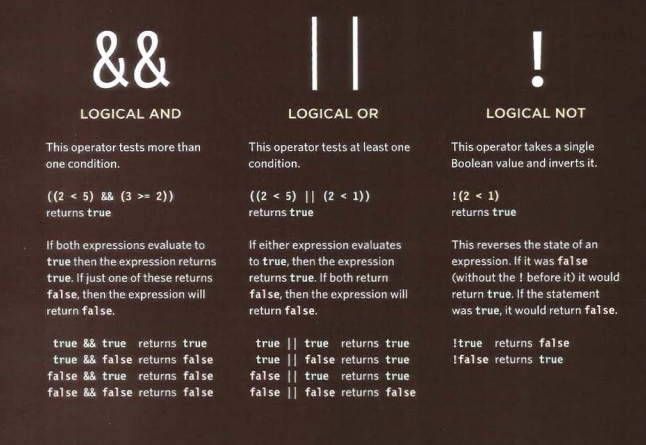 &&
LOGICAL AND
This operator tests more than
one condition.
((2 < 5) && (3 >= 2))
returns true
If both expressions evaluate to
true then the expression returns
true. If just one of these returns
false, then the expression will
return false.
true && true returns true
true && false returns false
false && true returns false
false && false returns false
||
LOGICAL OR
This operator tests at least one
condition.
((2 < 5) || (2 < 1))
returns true
If either expression evaluates
to true, then the expression
returns true. If both return
false, then the expression will
return false.
true || true returns true
true || false returns true
false || true returns true
false || false returns false
!
LOGICAL NOT
This operator takes a single
Boolean value and inverts it.
!(2 < 1)
returns true
This reverses the state of an
expression. If it was false
(without the ! before it) it would
return true. If the statement
was true, it would return false.
!true returns false
!false returns true